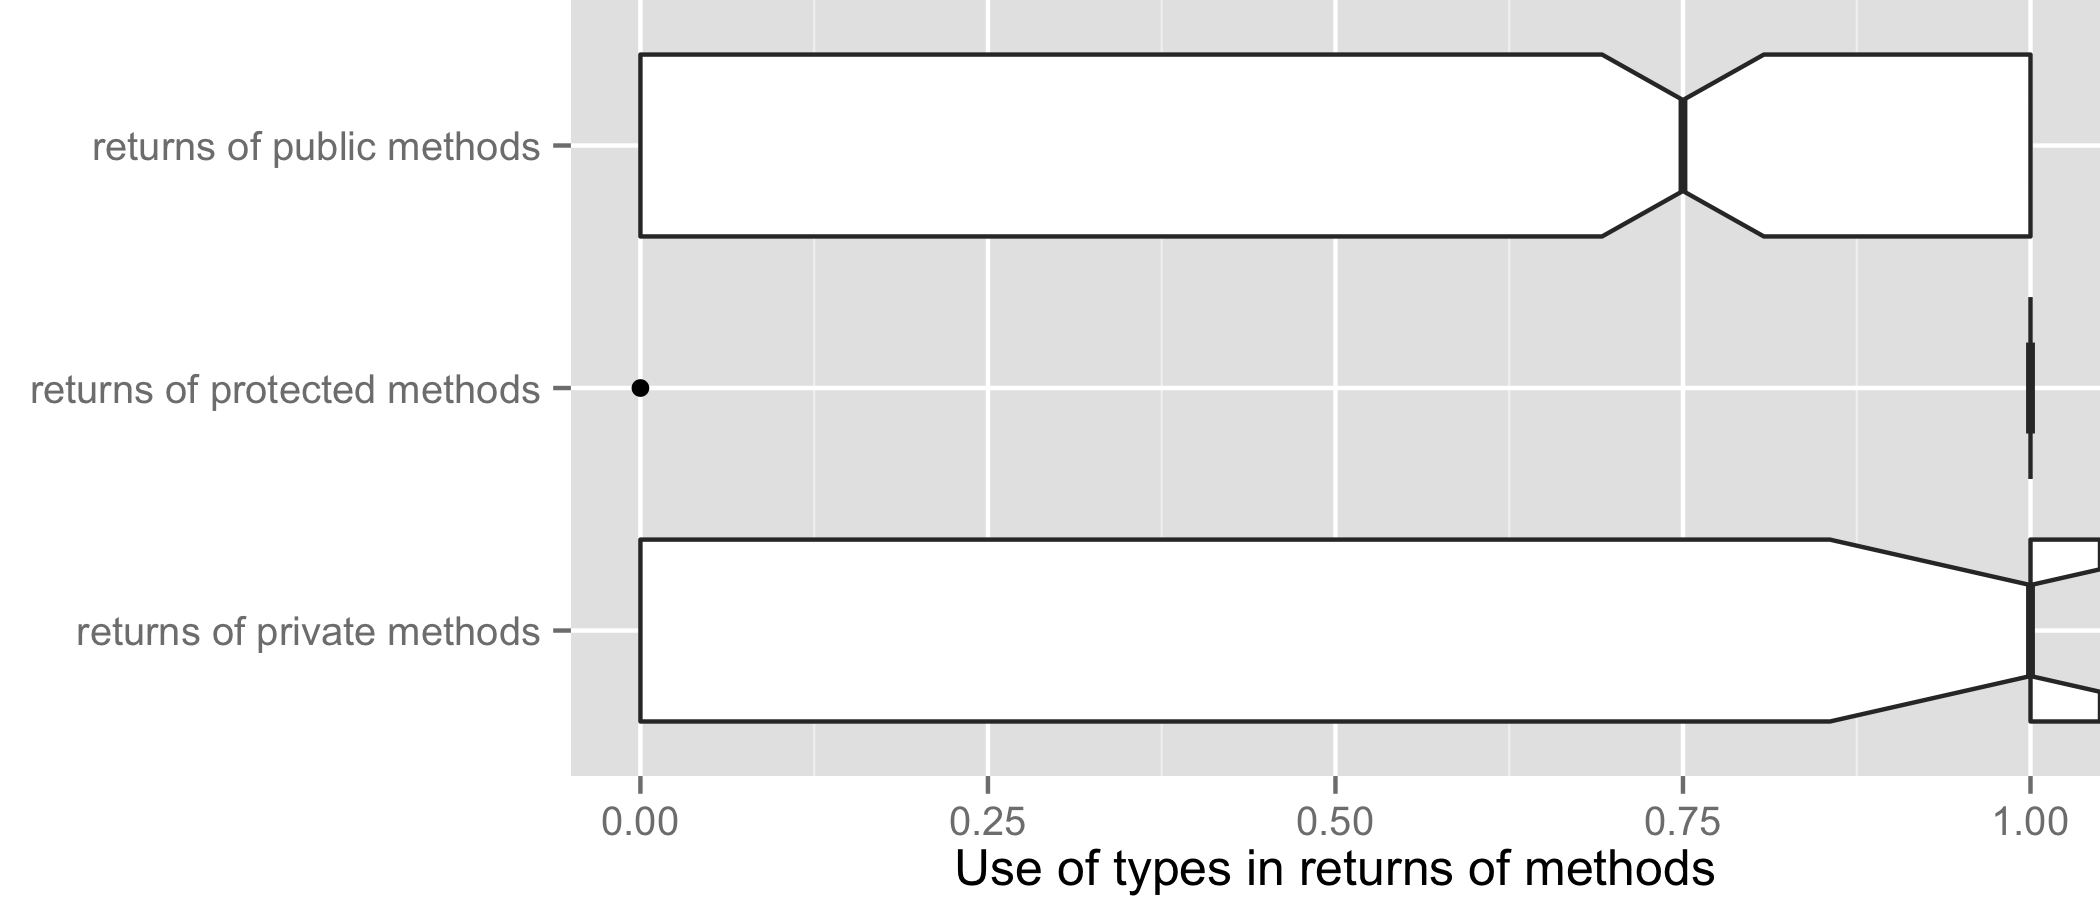 returns of public methods
returns of protected methods
returns of private methods
0.00 0.25 0.50 0.75 1.00
Use of types in returns of methods